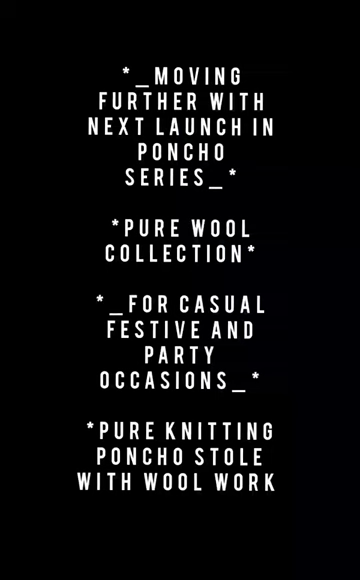 *_MOVING
FURTHER WITH
NEXT LAUNCH IN
PONCHO
SERIES_*
*PURE WOOL
COLLECTION*
*_FOR CASUAL
FESTIVE AND
PARTY
OCCASIONS_*
*PURE KNITTING
PONCHO STOLE
WITH WOOL WORK